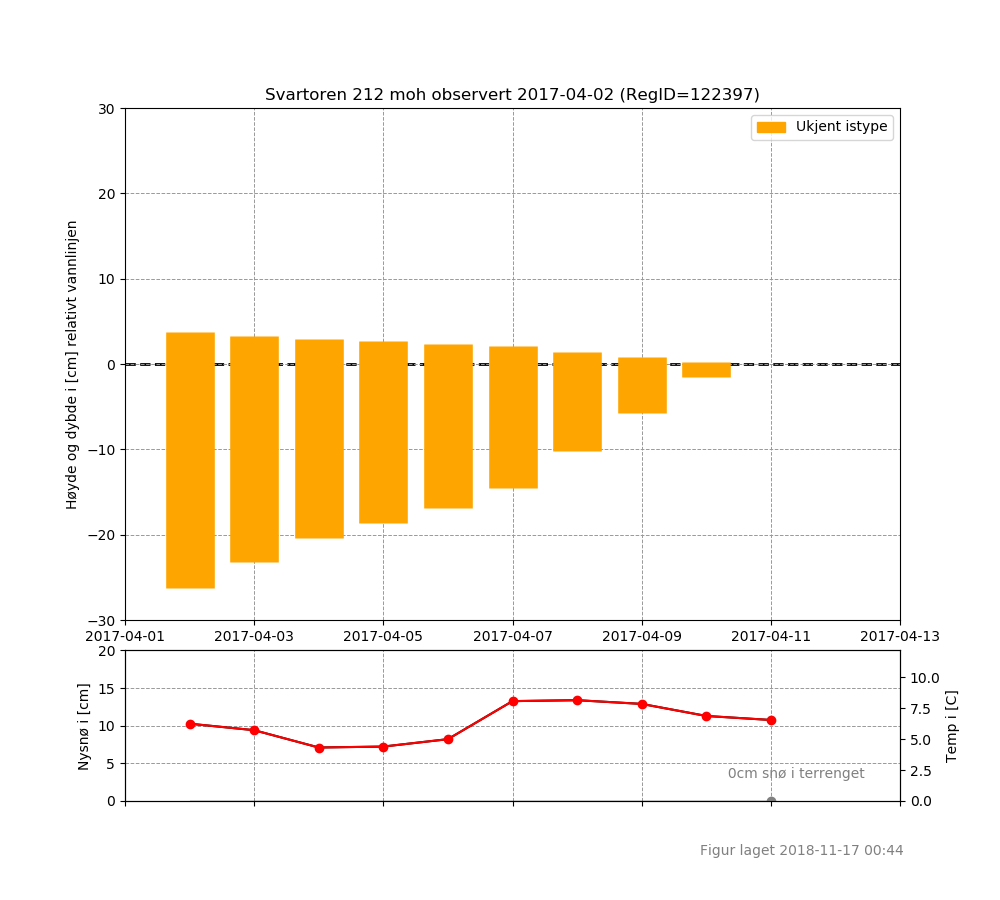 Svartoren 212 moh observert 2017-04-02 (RegID=122397)
Ukjent istype
Høyde og dybde i [cm] relativt vannlinjen
30
20
10
0
−10
−20
−30
2017-04-01 2017-04-03 2017-04-05 2017-04-07 2017-04-09 2017-04-11 2017-04-13
Nysnø i [cm]
20
15
10
5
0
10.0
7.5
5.0
2.5
0.0
Temp i [C]
0cm snø i terrenget
Figur laget 2018-11-17 00:44